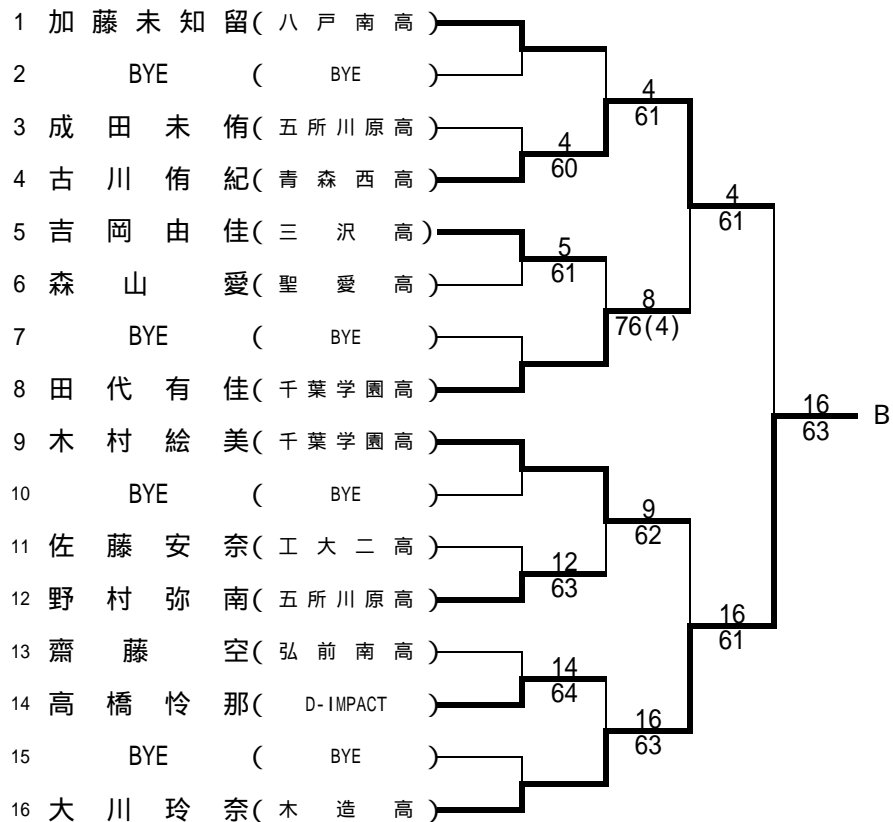 1 加藤未知留(八戸南高)
4
2 BYE (BYE)
61
3 成田未侑(五所川原高)
4
60
4 古川侑紀(青森西高)
4
61
5 吉岡由佳(三沢高)
5
61
6 森山愛(聖愛高)
8
76(4)
7 BYE (BYE)
8 田代有佳(千葉学園高)
16
63
B
9 木村絵美(千葉学園高)
10 BYE (BYE)
9
62
11 佐藤安奈(工大二高)
12
63
12 野村弥南(五所川原高)
16
61
13 齋藤空(弘前南高)
14
64
14 高橋怜那(D-IMPACT)
16
63
15 BYE (BYE)
16 大川玲奈(木造高)